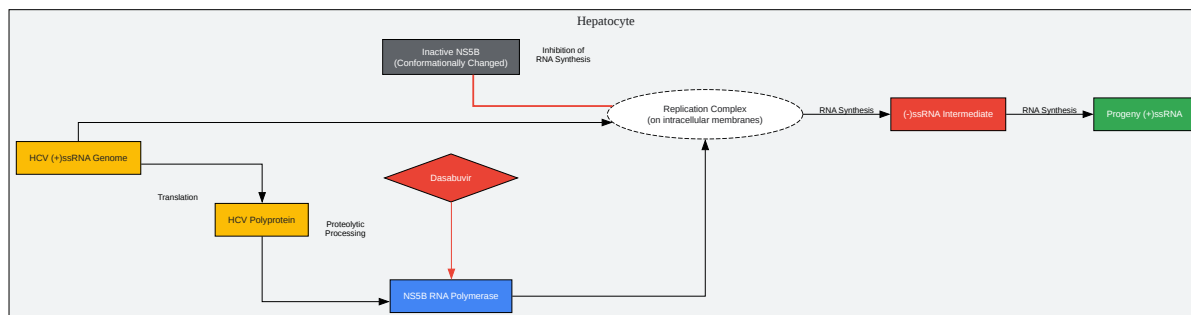 Hepatocyte
Inactive NS5B
(Conformationally Changed)
Inhibition of
RNA Synthesis
Replication Complex
(on intracellular membranes)
RNA Synthesis
(-)ssRNA Intermediate
RNA Synthesis
Progeny (+)ssRNA
HCV (+)ssRNA Genome
Dasabuvir
Translation
HCV Polyprotein
Proteolytic
Processing
NS5B RNA Polymerase